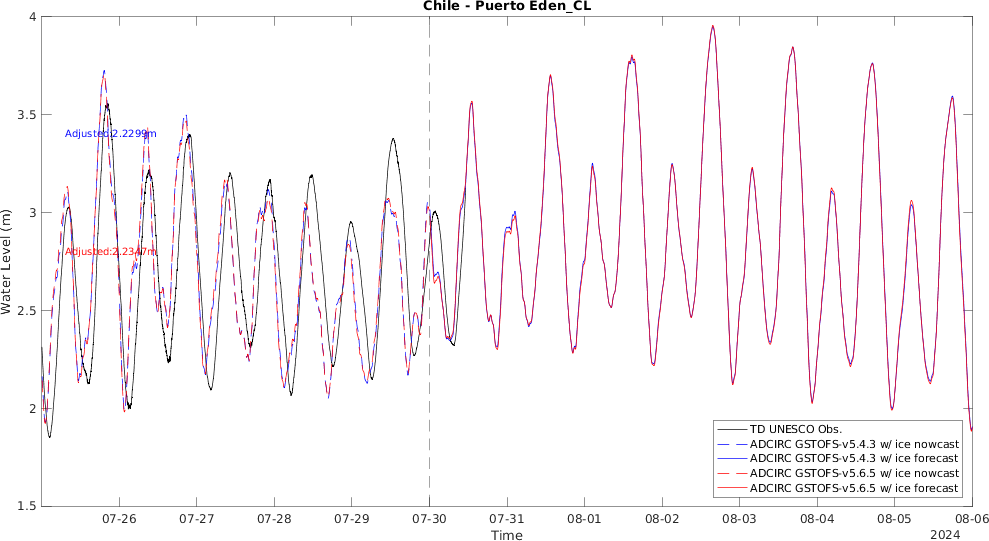 Chile - Puerto Eden_CL
4
3.5
3
2.5
2
1.5
Water Level (m)
Adjusted:2.2299m
Adjusted:2.2347m
TD UNESCO Obs.
ADCIRC GSTOFS-v5.4.3 w/ ice nowcast
ADCIRC GSTOFS-v5.4.3 w/ ice forecast
ADCIRC GSTOFS-v5.6.5 w/ ice nowcast
ADCIRC GSTOFS-v5.6.5 w/ ice forecast
07-26 07-27 07-28 07-29 07-30 07-31 08-01 08-02 08-03 08-04 08-05 08-06
Time
2024